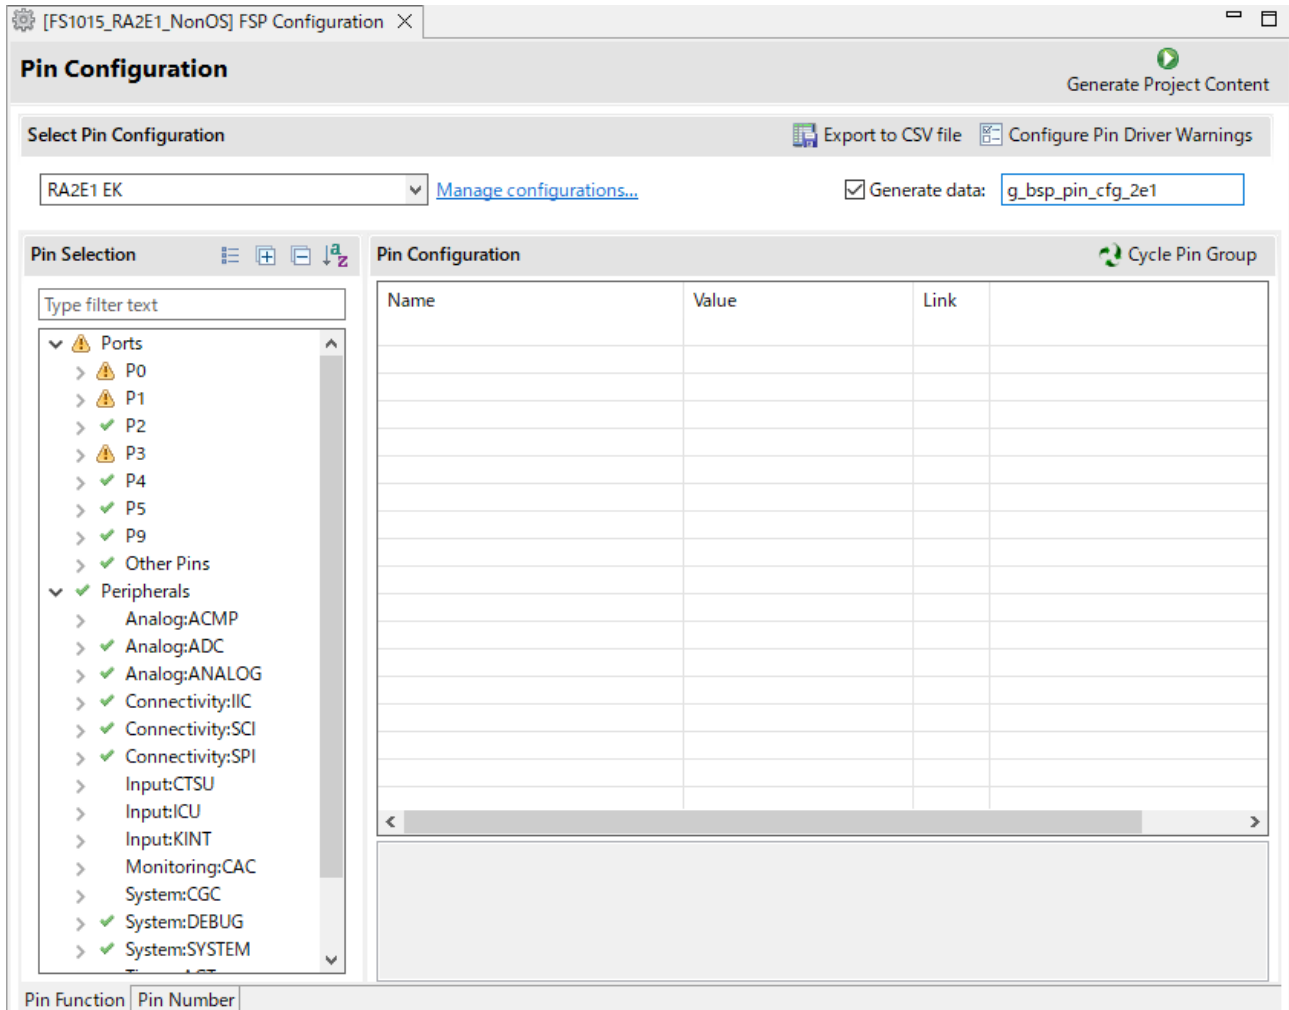 [FS1015_RA2E1_NonOS] FSP Configuration
Pin Configuration
Generate Project Content
Select Pin Configuration
Export to CSV file
Configure Pin Driver Warnings
RA2E1 EK
Manage configurations...
Generate data:
g_bsp_pin_cfg_2e1
Pin Selection
Pin Configuration
Cycle Pin Group
Type filter text
Name Value Link
Ports
P0
P1
P2
P3
P4
P5
P9
Other Pins
Peripherals
Analog:ACMP
Analog:ADC
Analog:ANALOG
Connectivity:IIC
Connectivity:SCI
Connectivity:SPI
Input:CTSU
Input:ICU
Input:KINT
Monitoring:CAC
System:CGC
System:DEBUG
System:SYSTEM
Pin Function
Pin Number